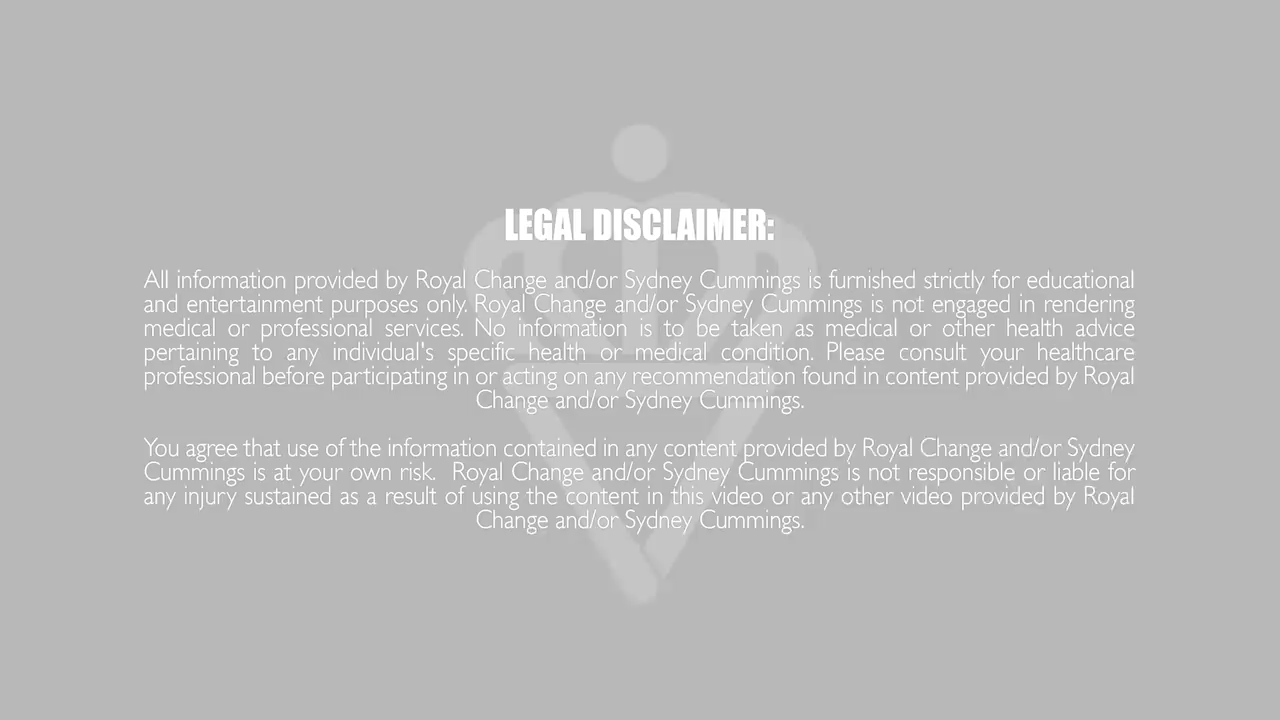 LEGAL DISCLAIMER:
All information provided by Royal Change and/or Sydney Cummings is furnished strictly for educational
and entertainment purposes only. Royal Change and/or Sydney Cummings is not engaged in rendering
medical or professional services. No information is to be taken as medical or other health advice
pertaining to any individual's specific health or medical condition. Please consult your healthcare
professional before participating in or acting on any recommendation found in content provided by Royal
Change and/or Sydney Cummings.
You agree that use of the information contained in any content provided by Royal Change and/or Sydney
Cummings is at your own risk. Royal Change and/or Sydney Cummings is not responsible or liable for
any injury sustained as a result of using the content in this video or any other video provided by Royal
Change and/or Sydney Cummings.